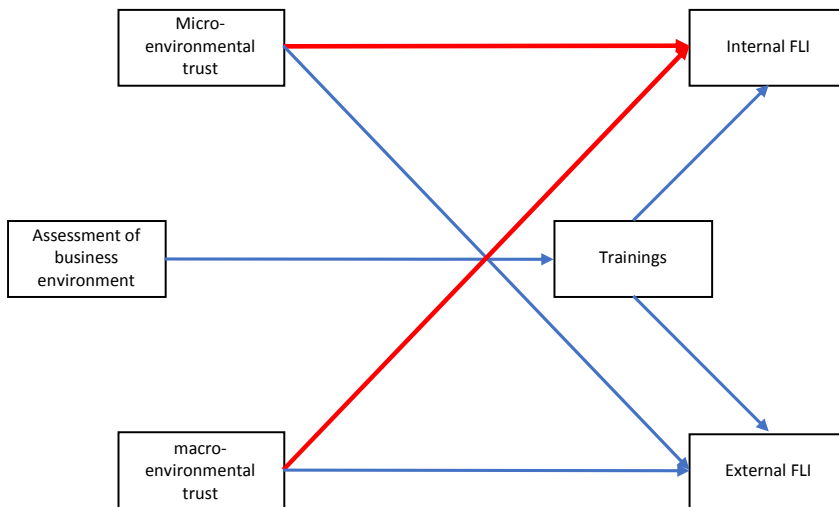 Micro-
environmental
trust
Internal FLI
Assessment of
business
environment
Trainings
macro-
environmental
trust
External FLI